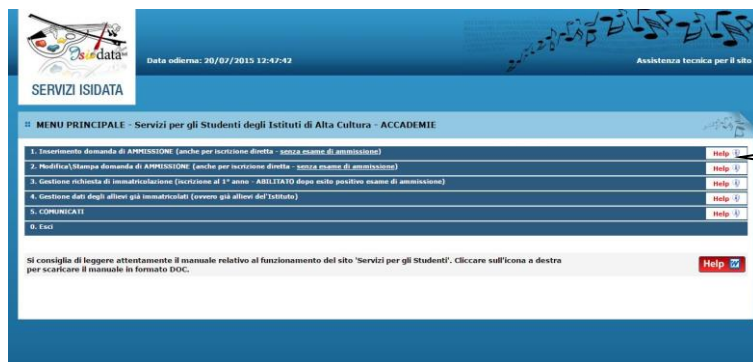 Isidata
Data odierna: 20/07/2015 12:47:42
Assistenza tecnica per il sito
SERVIZI ISIDATA
MENU PRINCIPALE - Servizi per gli Studenti degli Istituti di Alta Cultura - ACCADEMIE
1. Inserimento domanda di AMMISSIONE (anche per iscrizione diretta - senza esame di ammissione) Help
2. Modifica\Stampa domanda di AMMISSIONE (anche per iscrizione diretta - senza esame di ammissione) Help
3. Gestione richiesta di immatricolazione (iscrizione al 1° anno - ABILITATO dopo esito positivo esame di ammissione) Help
4. Gestione dati degli allievi già immatricolati (ovvero già allievi del'Istituto) Help
5. COMUNICATI Help
0. Esci
Si consiglia di leggere attentamente il manuale relativo al funzionamento del sito 'Servizi per gli Studenti'. Cliccare sull'icona a destra Help
per scaricare il manuale in formato DOC.